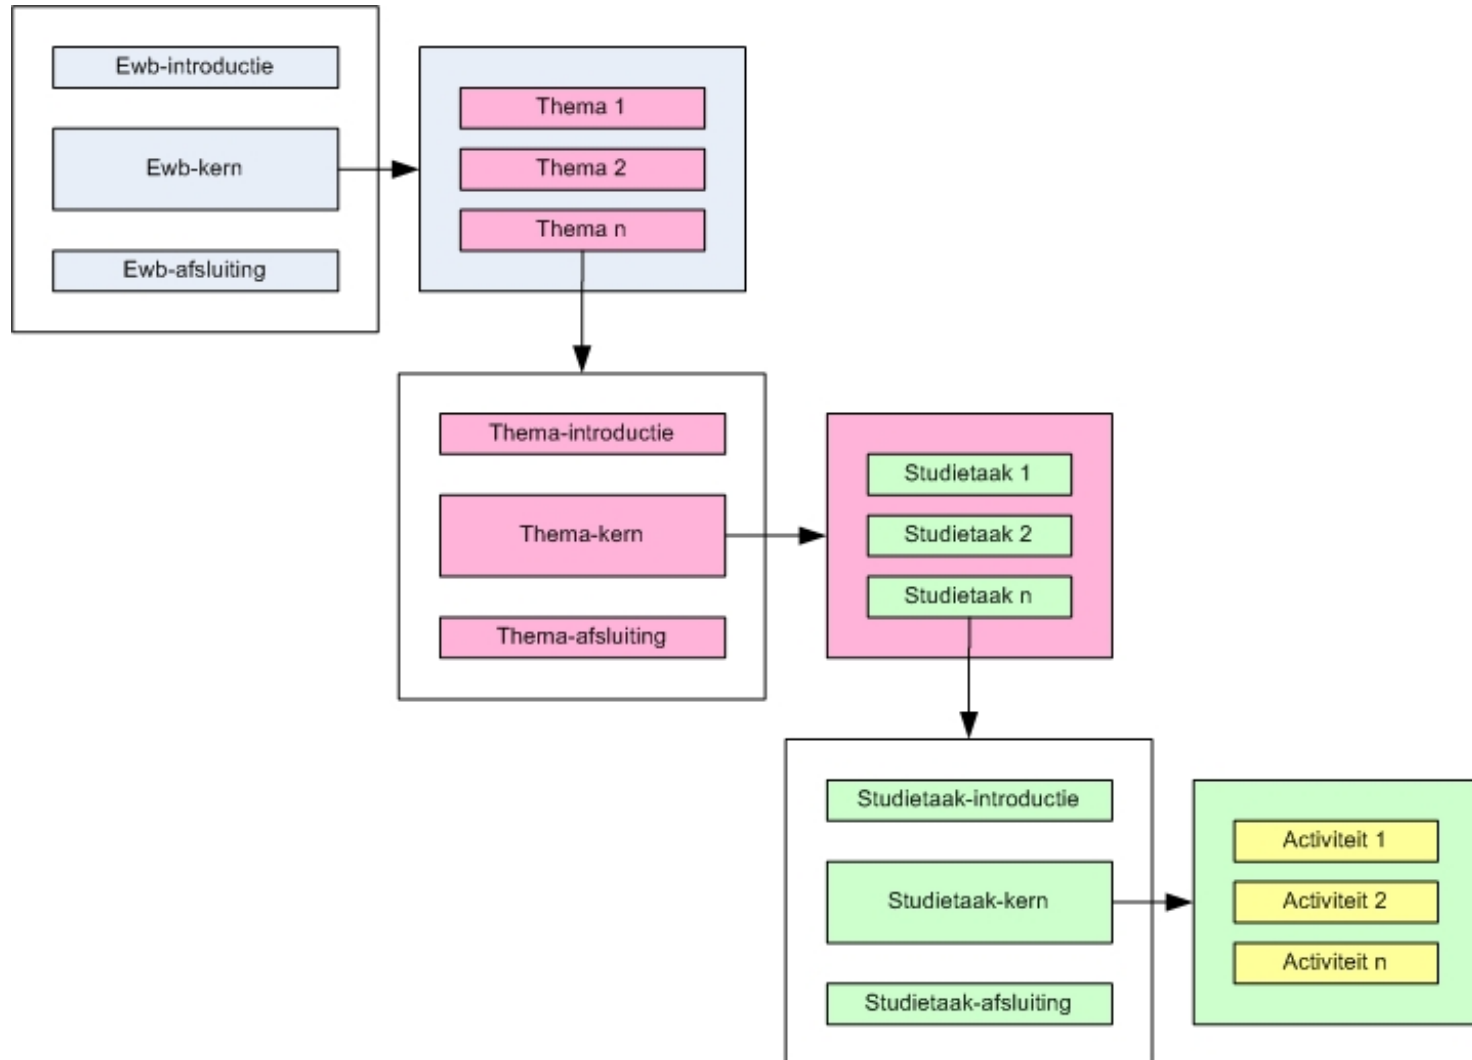 Ewb-introductie
Ewb-kern
Ewb-afsluiting
Thema 1
Thema 2
Thema n
Thema-introductie
Thema-kern
Thema-afsluiting
Studietaak 1
Studietaak 2
Studietaak n
Studietaak-introductie
Studietaak-kern
Studietaak-afsluiting
Activiteit 1
Activiteit 2
Activiteit n